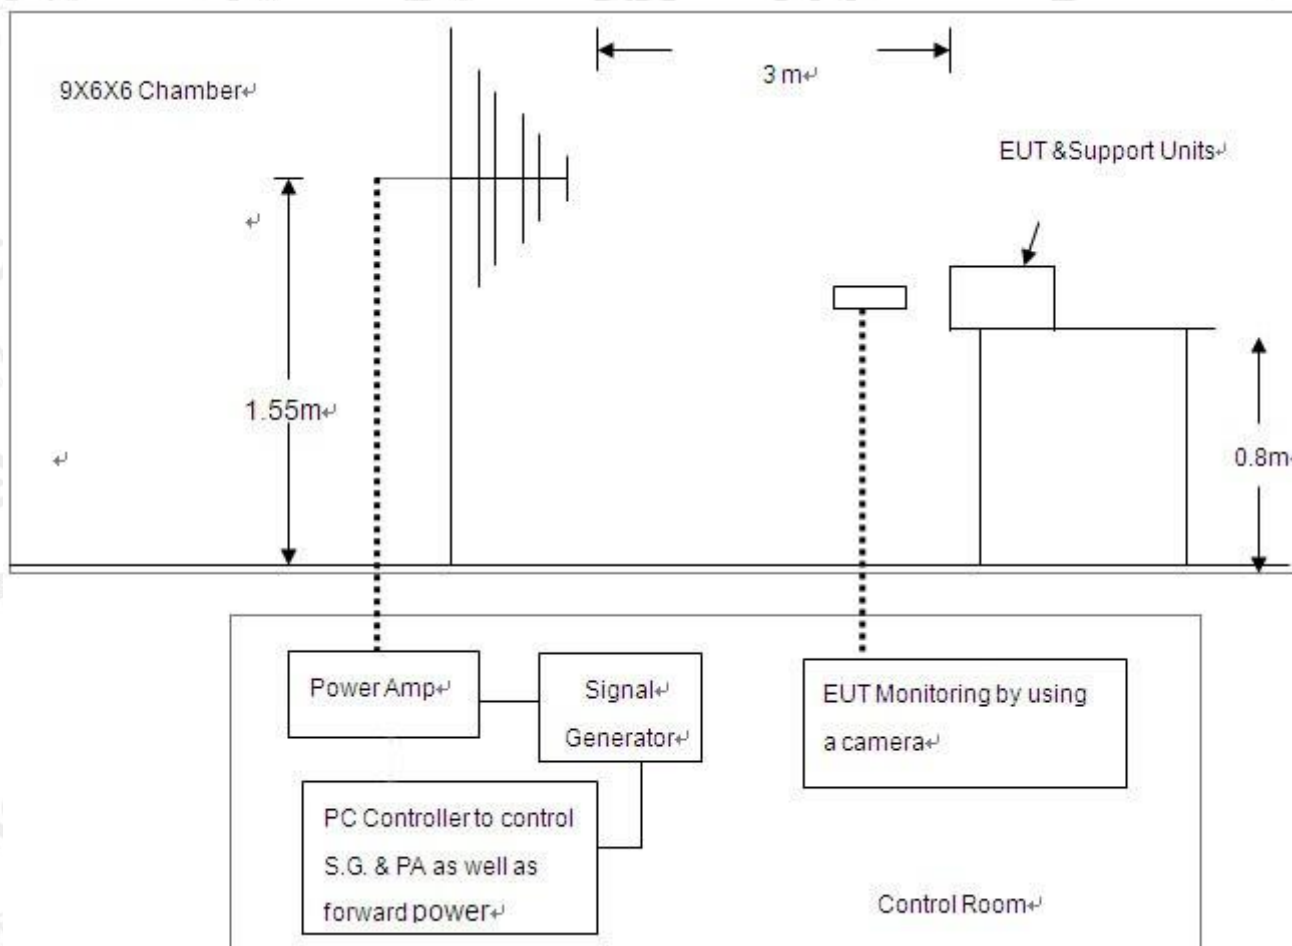 9X6X6 Chamber↵
3 m↵
EUT &Support Units↵
↵
1.55m↵
↵
0.8m
Power Amp↵
Signal↵
Generator↵
EUT Monitoring by using
a camera↵
PC Controller to control
S.G. & PA as well as
forward power↵
Control Room↵